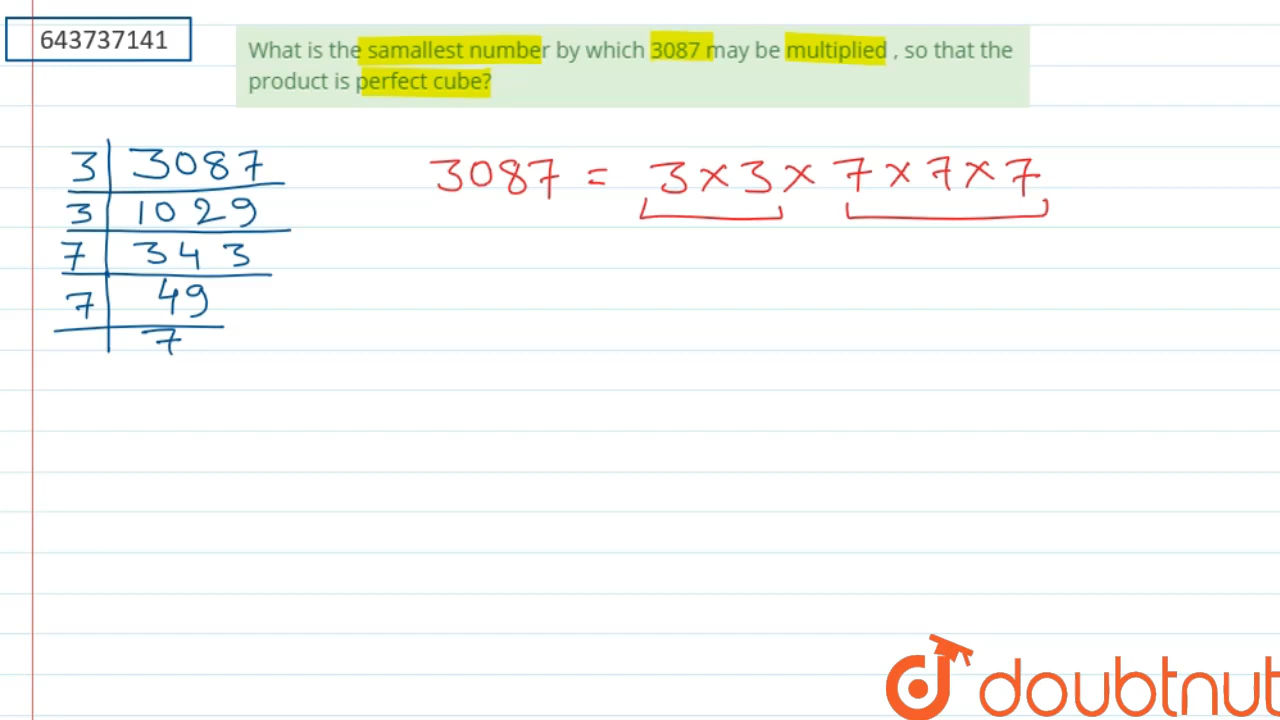 643737141
What is the samallest number by which 3087 may be multiplied , so that the
product is perfect cube?
3 3087
3 1029
7 343
7 49
7
3087 = 3 × 3 × 7 × 7 × 7
doubtnut